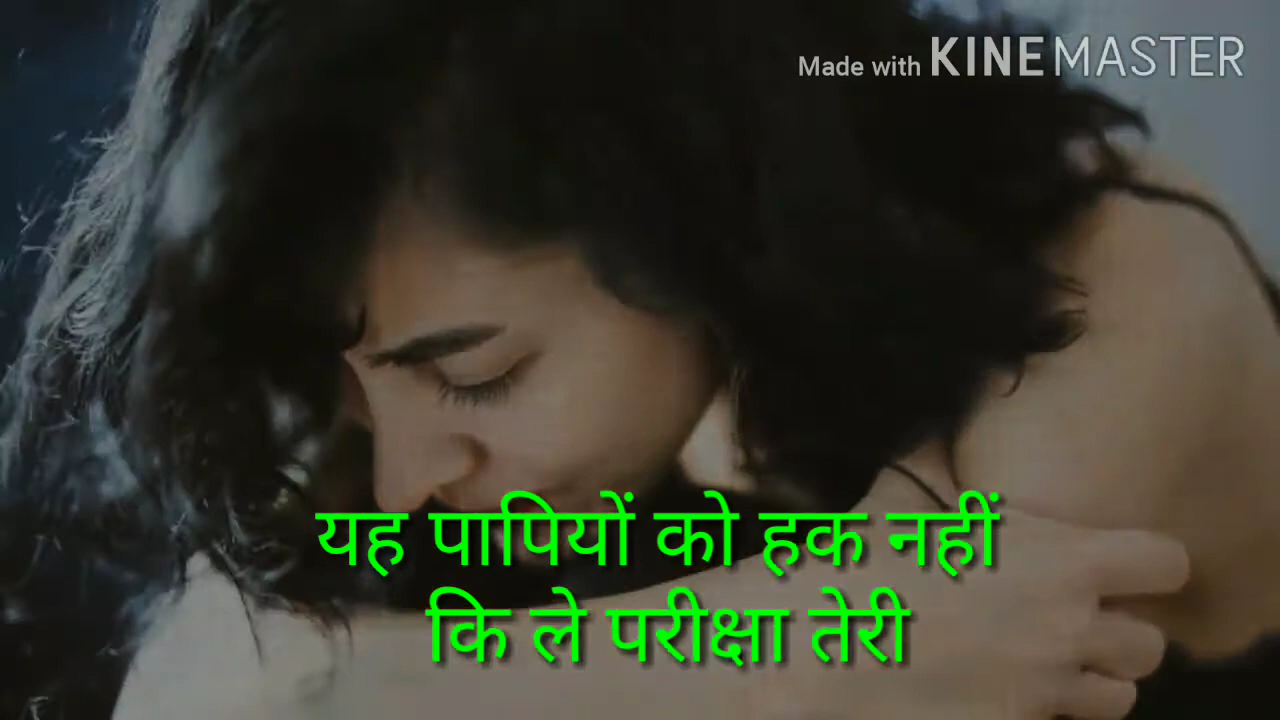 Made with KINEMASTER
यह पापियों को हक नहीं
कि ले परीक्षा तेरी